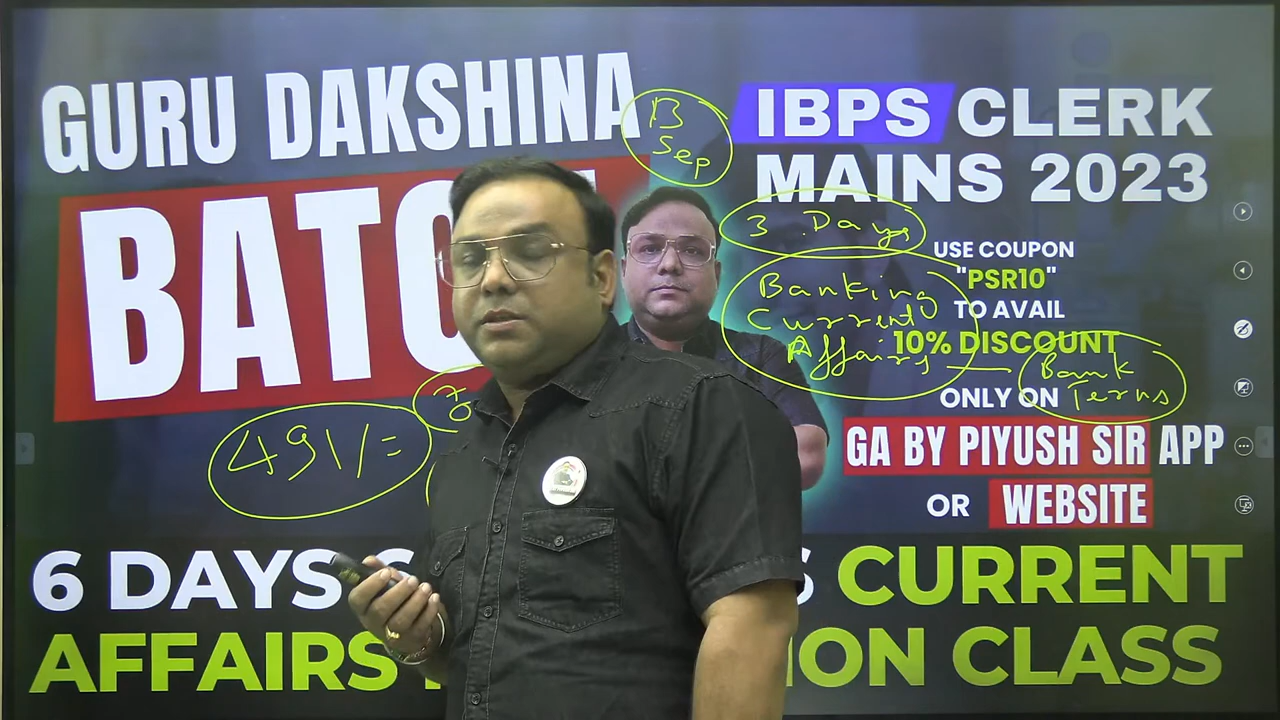 GURU DAKSHINA
BATC
13
Sep
IBPS CLERK
MAINS 2023
3 Days
Banking
Current
Affairs
USE COUPON
"PSR10"
TO AVAIL
10% DISCOUNT
Bank
Terms
ONLY ON
GA BY PIYUSH SIR APP
OR WEBSITE
491/=
6 DAYS 6
S CURRENT
AFFAIRS
ION CLASS